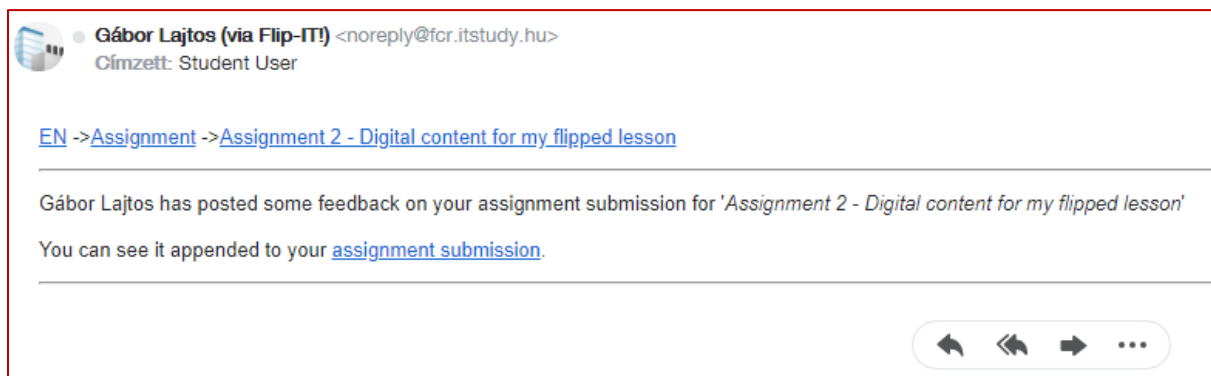 Gábor Lajtos (via Flip-IT!) <noreply@fcr.itstudy.hu>
Címzett: Student User
EN ->Assignment ->Assignment 2 - Digital content for my flipped lesson
Gábor Lajtos has posted some feedback on your assignment submission for 'Assignment 2 - Digital content for my flipped lesson'
You can see it appended to your assignment submission.